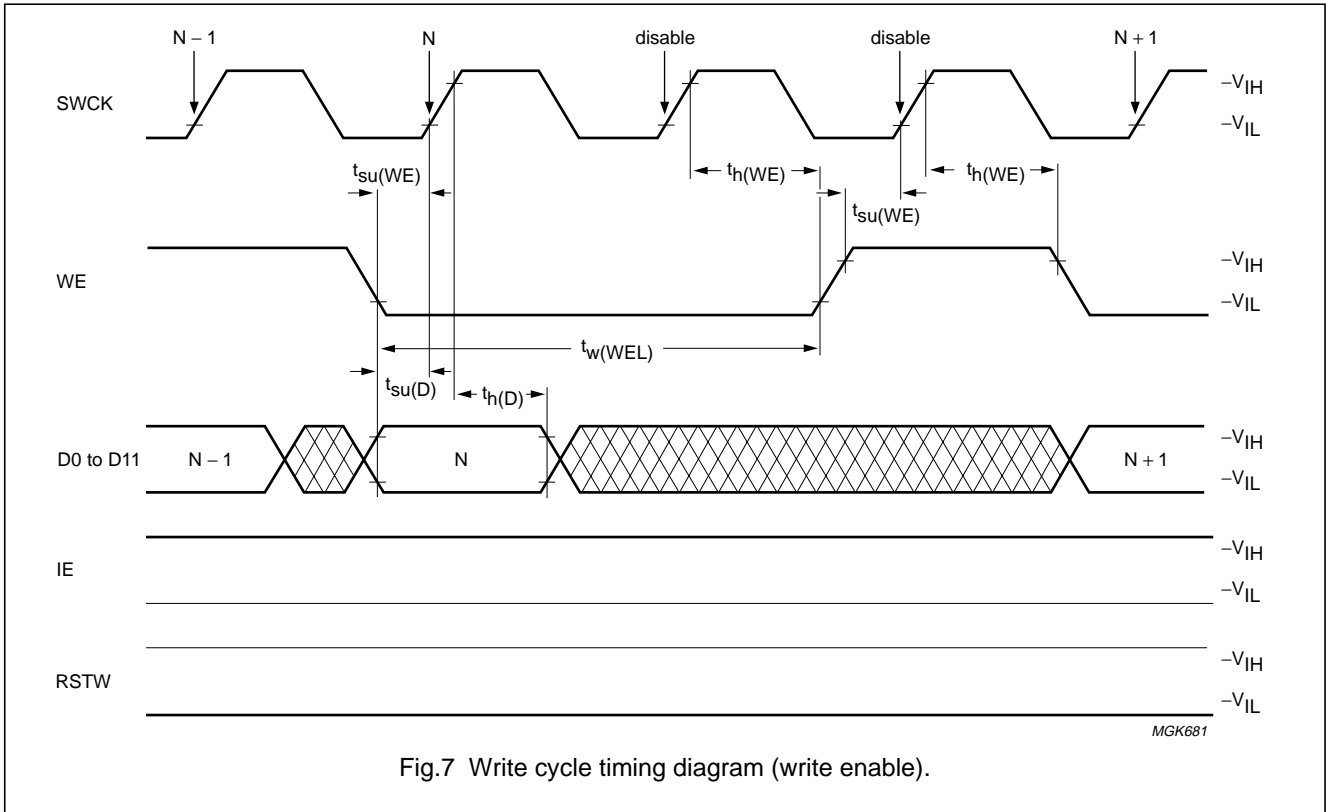 N – 1 N disable disable N + 1
SWCK
–VIH
–VIL
tsu(WE) th(WE) th(WE)
tsu(WE)
WE
–VIH
–VIL
tw(WEL)
tsu(D) th(D)
D0 to D11 N – 1 N N + 1
–VIH
–VIL
IE
–VIH
–VIL
RSTW
–VIH
–VIL
MGK681
Fig.7 Write cycle timing diagram (write enable).